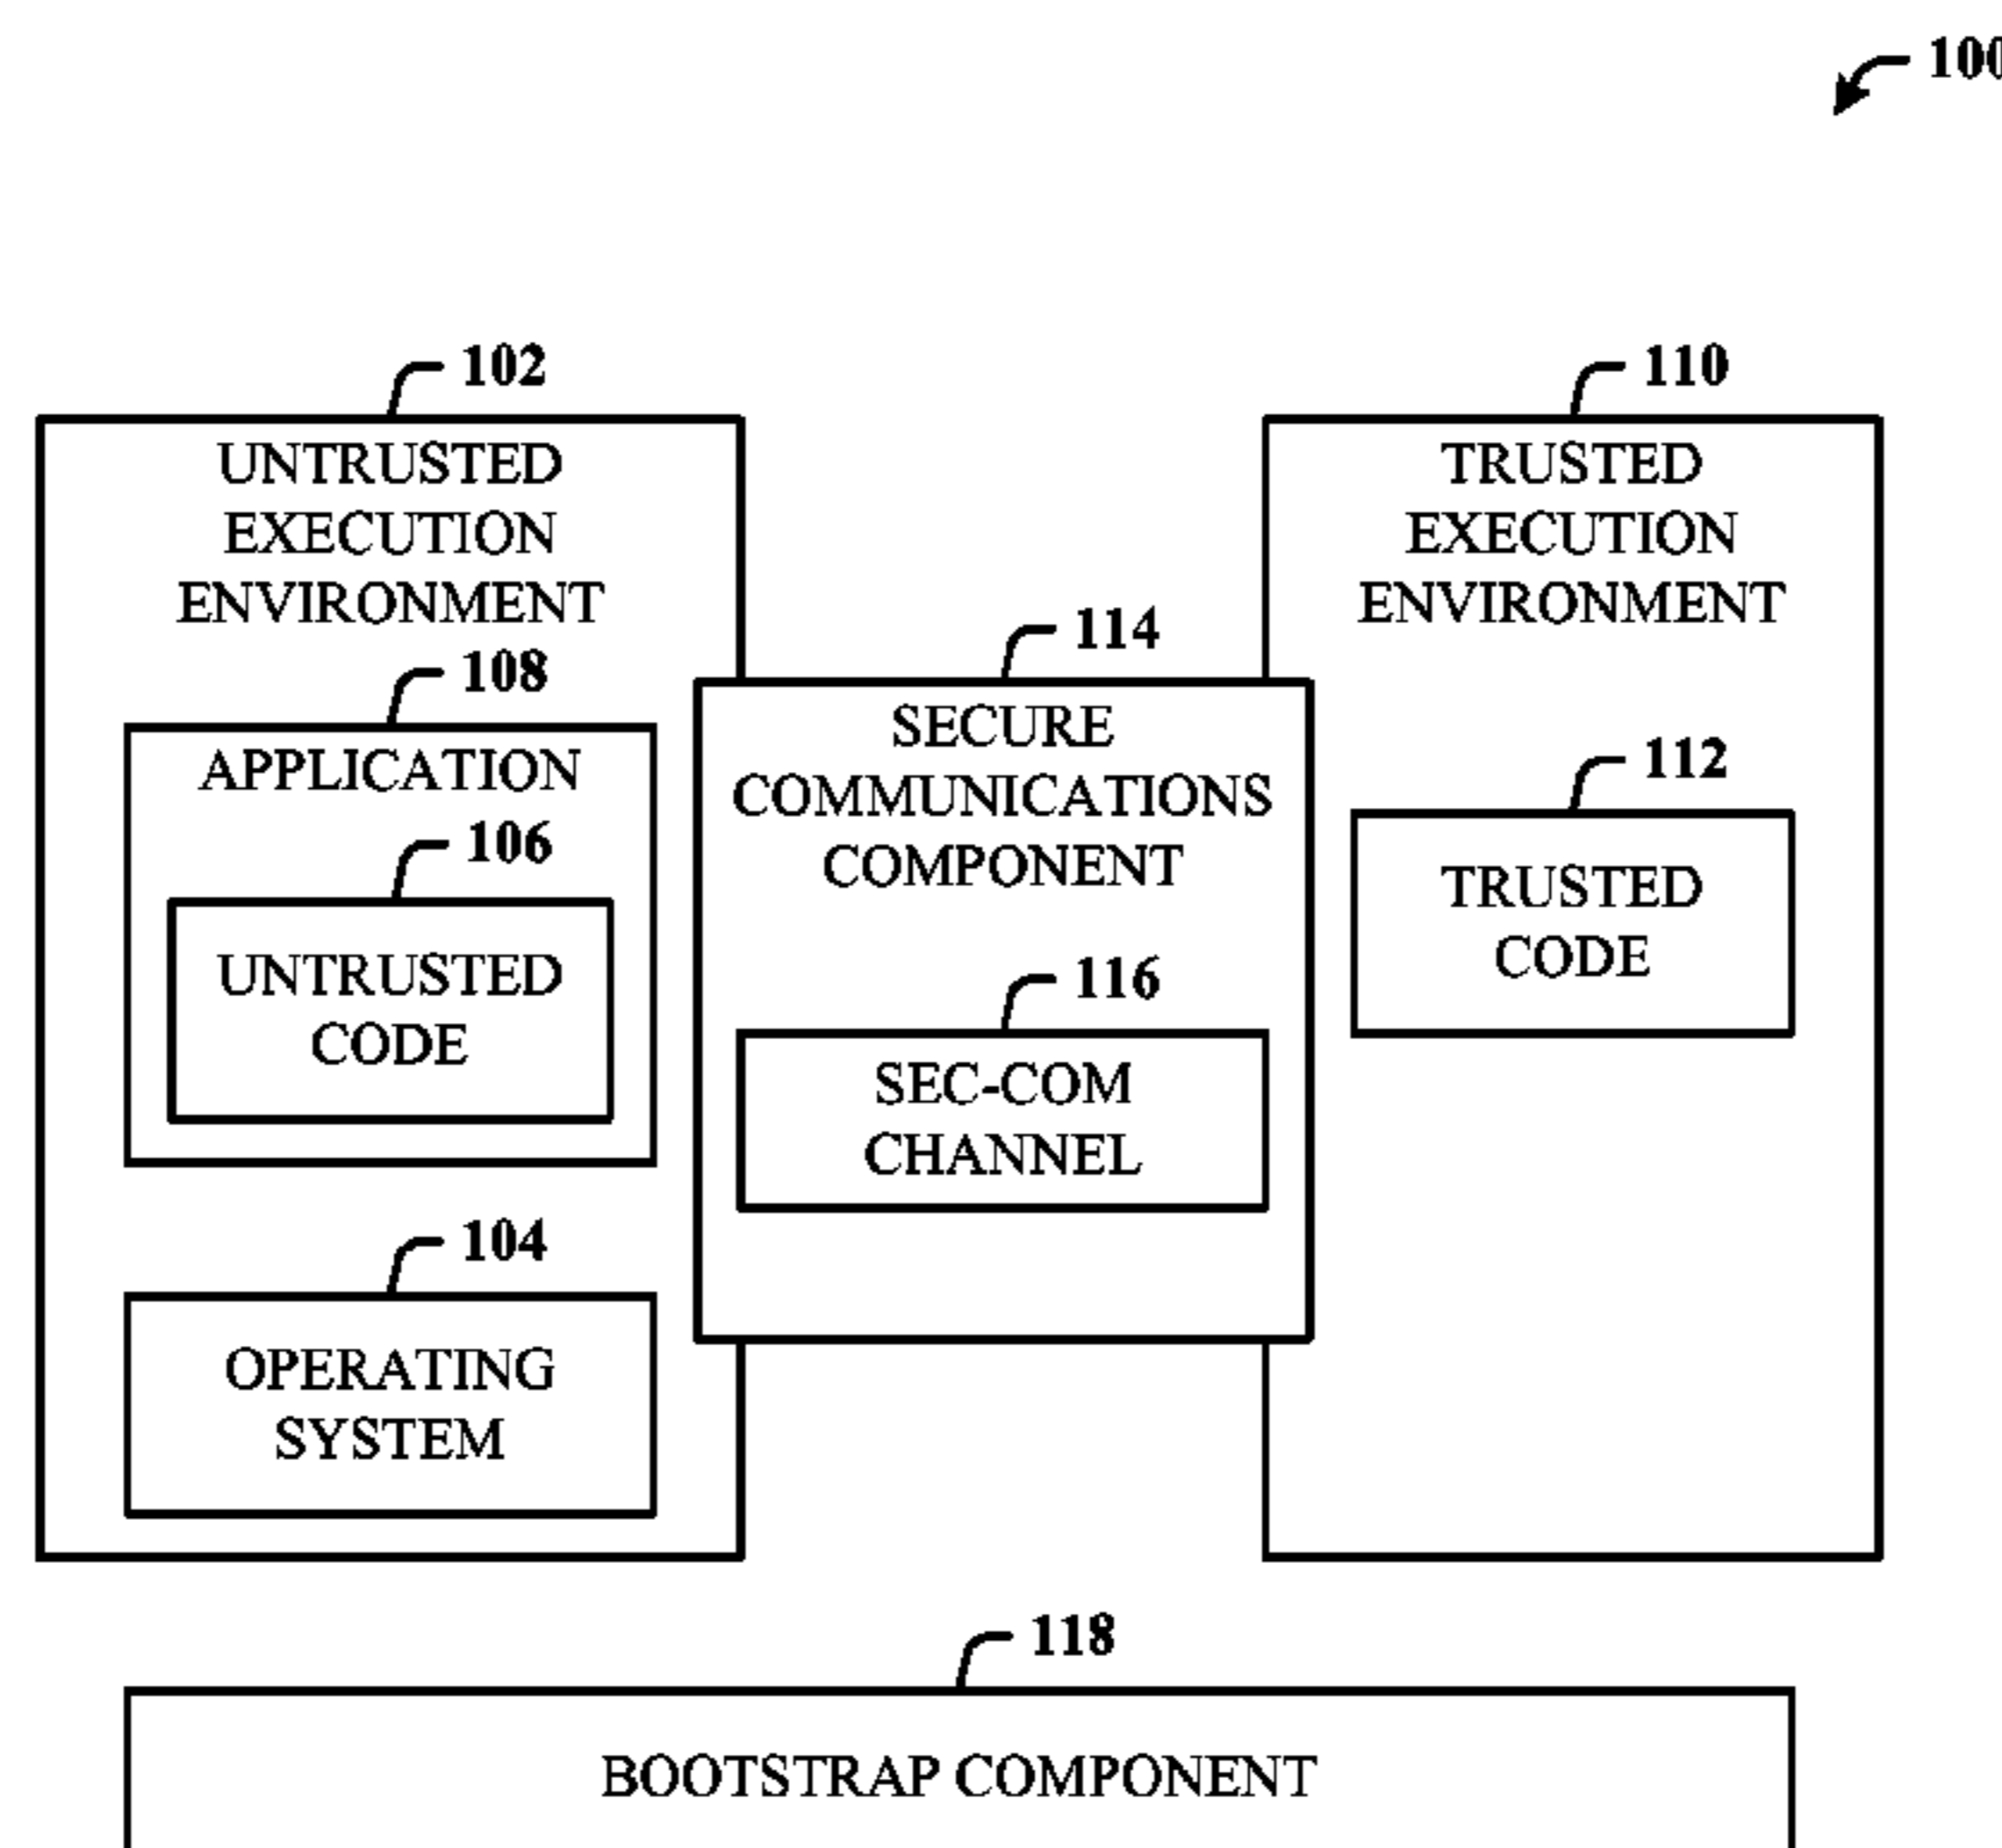 100
102
UNTRUSTED
EXECUTION
ENVIRONMENT
108
APPLICATION
106
UNTRUSTED
CODE
104
OPERATING
SYSTEM
114
SECURE
COMMUNICATIONS
COMPONENT
116
SEC-COM
CHANNEL
110
TRUSTED
EXECUTION
ENVIRONMENT
112
TRUSTED
CODE
118
BOOTSTRAP COMPONENT